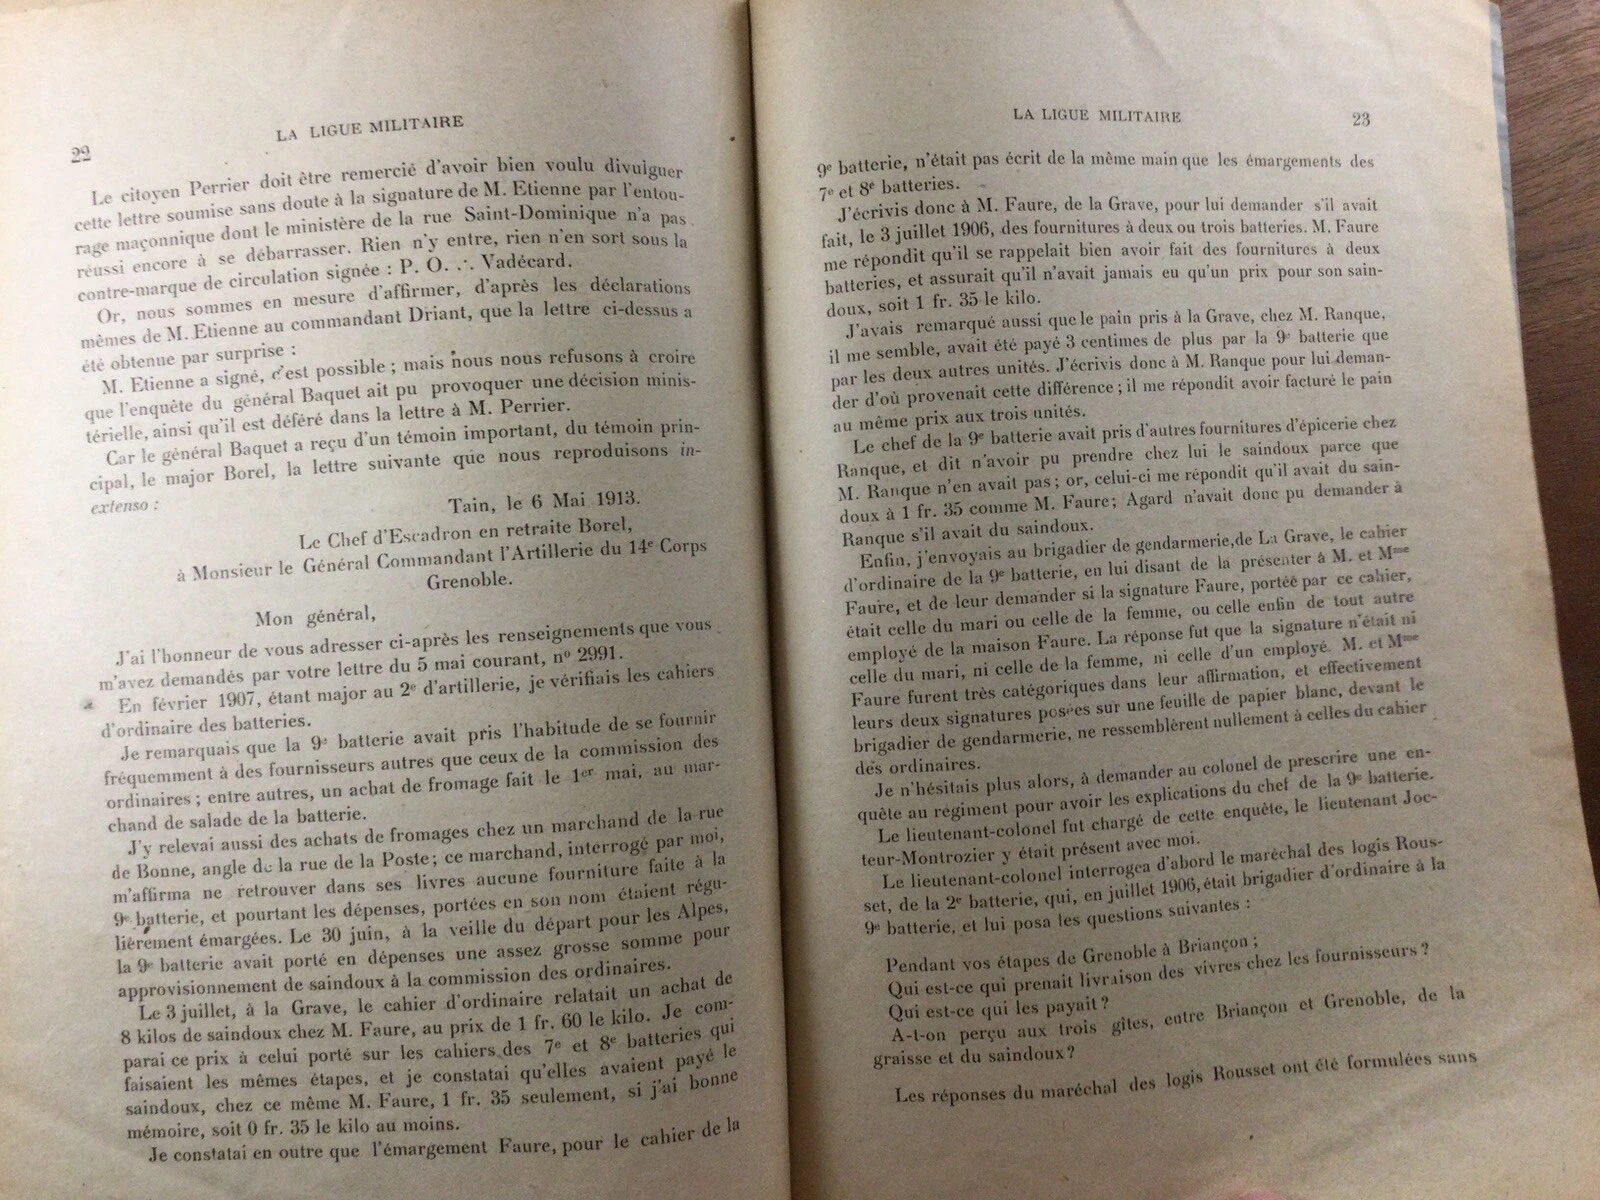 22
LA LIGUE MILITAIRE
Le citoyen Perrier doit être remercié d'avoir bien voulu divulguer
cette lettre soumise sans doute à la signature de M. Etienne par l'entou-
rage maçonnique dont le ministère de la rue Saint-Dominique n'a pas
réussi encore à se débarrasser. Rien n'y entre, rien n'en sort sous la
contre-marque de circulation signée : P. O. ∴ Vadécard.
Or, nous sommes en mesure d'affirmer, d'après les déclarations
mêmes de M. Etienne au commandant Driant, que la lettre ci-dessus a
été obtenue par surprise :
M. Etienne a signé, c'est possible ; mais nous nous refusons à croire
que l'enquête du général Baquet ait pu provoquer une décision minis-
térielle, ainsi qu'il est déféré dans la lettre à M. Perrier.
Car le général Baquet a reçu d'un témoin important, du témoin prin-
cipal, le major Borel, la lettre suivante que nous reproduisons in-
extenso :
Tain, le 6 Mai 1913.
Le Chef d'Escadron en retraite Borel,
à Monsieur le Général Commandant l'Artillerie du 14e Corps
Grenoble.
Mon général,
J'ai l'honneur de vous adresser ci-après les renseignements que vous
m'avez demandés par votre lettre du 5 mai courant, no 2991.
En février 1907, étant major au 2e d'artillerie, je vérifiais les cahiers
d'ordinaire des batteries.
Je remarquais que la 9e batterie avait pris l'habitude de se fournir
fréquemment à des fournisseurs autres que ceux de la commission des
ordinaires ; entre autres, un achat de fromage fait le 1er mai, au mar-
chand de salade de la batterie.
J'y relevai aussi des achats de fromages chez un marchand de la rue
de Bonne, angle de la rue de la Poste ; ce marchand, interrogé par moi,
m'affirma ne retrouver dans ses livres aucune fourniture faite à la
9e batterie, et pourtant les dépenses, portées en son nom étaient régu-
lièrement émargées. Le 30 juin, à la veille du départ pour les Alpes,
la 9e batterie avait porté en dépenses une assez grosse somme pour
approvisionnement de saindoux à la commission des ordinaires.
Le 3 juillet, à la Grave, le cahier d'ordinaire relatait un achat de
8 kilos de saindoux chez M. Faure, au prix de 1 fr. 60 le kilo. Je com-
parai ce prix à celui porté sur les cahiers des 7e et 8e batteries qui
faisaient les mêmes étapes, et je constatai qu'elles avaient payé le
saindoux, chez ce même M. Faure, 1 fr. 35 seulement, si j'ai bonne
mémoire, soit 0 fr. 35 le kilo au moins.
Je constatai en outre que l'émargement Faure, pour le cahier de la
LA LIGUE MILITAIRE
23
9e batterie, n'était pas écrit de la même main que les émargements des
7e et 8e batteries.
J'écrivis donc à M. Faure, de la Grave, pour lui demander s'il avait
fait, le 3 juillet 1906, des fournitures à deux ou trois batteries. M. Faure
me répondit qu'il se rappelait bien avoir fait des fournitures à deux
batteries, et assurait qu'il n'avait jamais eu qu'un prix pour son sain-
doux, soit 1 fr. 35 le kilo.
J'avais remarqué aussi que le pain pris à la Grave, chez M. Ranque,
il me semble, avait été payé 3 centimes de plus par la 9e batterie que
par les deux autres unités. J'écrivis donc à M. Ranque pour lui deman-
der d'où provenait cette différence ; il me répondit avoir facturé le pain
au même prix aux trois unités.
Le chef de la 9e batterie avait pris d'autres fournitures d'épicerie chez
Ranque, et dit n'avoir pu prendre chez lui le saindoux parce que
M. Ranque n'en avait pas ; or, celui-ci me répondit qu'il avait du sain-
doux à 1 fr. 35 comme M. Faure; Agard n'avait donc pu demander à
Ranque s'il avait du saindoux.
Enfin, j'envoyais au brigadier de gendarmerie, de La Grave, le cahier
d'ordinaire de la 9e batterie, en lui disant de la présenter à M. et Mme
Faure, et de leur demander si la signature Faure, portée par ce cahier,
était celle du mari ou celle de la femme, ou celle enfin de tout autre
employé de la maison Faure. La réponse fut que la signature n'était ni
celle du mari, ni celle de la femme, ni celle d'un employé. M. et Mme
Faure furent très catégoriques dans leur affirmation, et effectivement
leurs deux signatures posées sur une feuille de papier blanc, devant le
brigadier de gendarmerie, ne ressemblèrent nullement à celles du cahier
des ordinaires.
Je n'hésitais plus alors, à demander au colonel de prescrire une en-
quête au régiment pour avoir les explications du chef de la 9e batterie.
Le lieutenant-colonel fut chargé de cette enquête, le lieutenant Joc-
teur-Montrozier y était présent avec moi.
Le lieutenant-colonel interrogea d'abord le maréchal des logis Rous-
set, de la 2e batterie, qui, en juillet 1906, était brigadier d'ordinaire à la
9e batterie, et lui posa les questions suivantes :
Pendant vos étapes de Grenoble à Briançon ;
Qui est-ce qui prenait livraison des vivres chez les fournisseurs ?
Qui est-ce qui les payait ?
A-t-on perçu aux trois gîtes, entre Briançon et Grenoble, de la
graisse et du saindoux ?
Les réponses du maréchal des logis Rousset ont été formulées sans